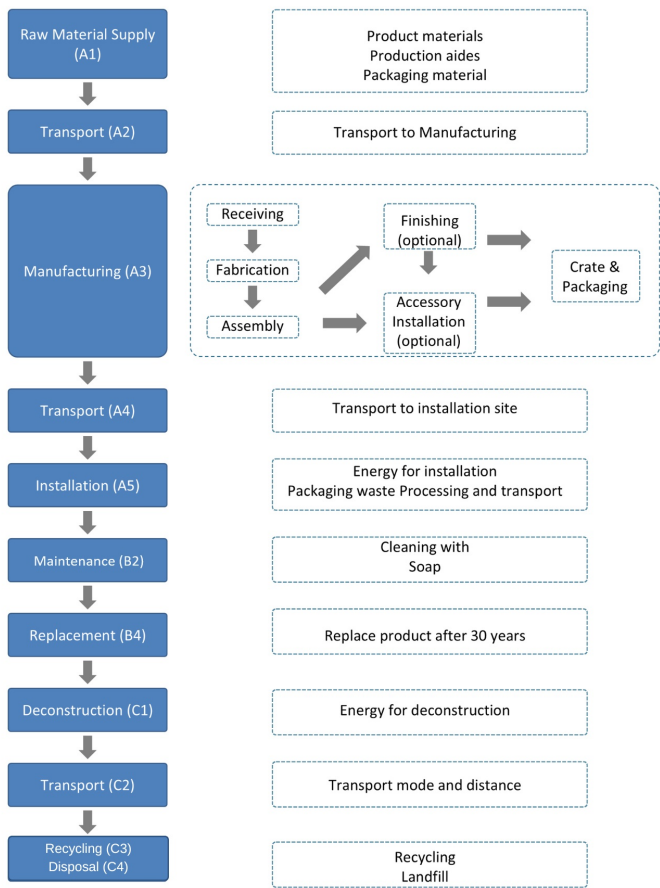 Raw Material Supply
(A1)
Product materials
Production aides
Packaging material
Transport (A2)
Transport to Manufacturing
Manufacturing (A3)
Receiving
Fabrication
Assembly
Finishing
(optional)
Accessory
Installation
(optional)
Crate &
Packaging
Transport (A4)
Transport to installation site
Installation (A5)
Energy for installation
Packaging waste Processing and transport
Maintenance (B2)
Cleaning with
Soap
Replacement (B4)
Replace product after 30 years
Deconstruction (C1)
Energy for deconstruction
Transport (C2)
Transport mode and distance
Recycling (C3)
Disposal (C4)
Recycling
Landfill